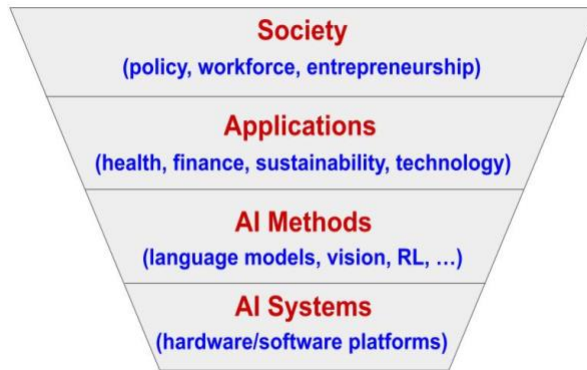 Society
(policy, workforce, entrepreneurship)
Applications
(health, finance, sustainability, technology)
AI Methods
(language models, vision, RL, ...)
AI Systems
(hardware/software platforms)